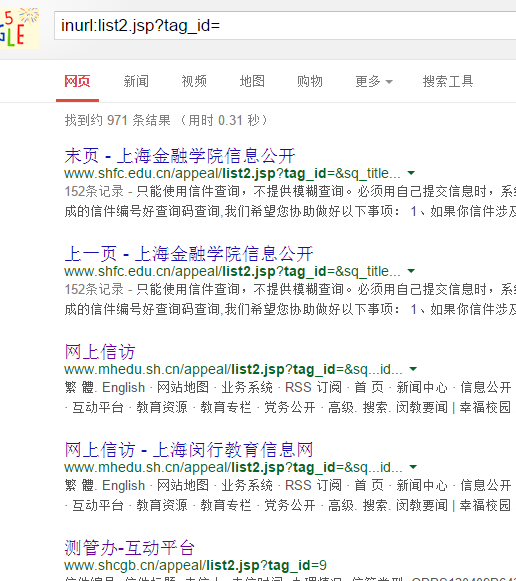 5
GLE
inurl:list2.jsp?tag_id=
网页 新闻 视频 地图 购物 更多 搜索工具
找到约 971 条结果 （用时 0.31 秒）
末页 - 上海金融学院信息公开
www.shfc.edu.cn/appeal/list2.jsp?tag_id=&sq_title...
152条记录 - 只能使用信件查询，不提供模糊查询。必须用自己提交信息时，系
成的信件编号好查询码查询,我们希望您协助做好以下事项： 1、如果你信件涉及
上一页 - 上海金融学院信息公开
www.shfc.edu.cn/appeal/list2.jsp?tag_id=&sq_title...
152条记录 - 只能使用信件查询，不提供模糊查询。必须用自己提交信息时，系
成的信件编号好查询码查询,我们希望您协助做好以下事项： 1、如果你信件涉及
网上信访
www.mhedu.sh.cn/appeal/list2.jsp?tag_id=&sq...id...
繁 體. English · 网站地图 · 业务系统 · RSS 订阅 · 首 页 · 新闻中心 · 信息公开
· 互动平台 · 教育资源 · 教育专栏 · 党务公开 · 高级. 搜索. 闵教要闻 | 幸福校园
网上信访 - 上海闵行教育信息网
www.mhedu.sh.cn/appeal/list2.jsp?tag_id=&sq...id...
繁 體. English · 网站地图 · 业务系统 · RSS 订阅 · 首 页 · 新闻中心 · 信息公开
· 互动平台 · 教育资源 · 教育专栏 · 党务公开 · 高级. 搜索. 闵教要闻 | 幸福校园
测管办-互动平台
www.shcgb.cn/appeal/list2.jsp?tag_id=9